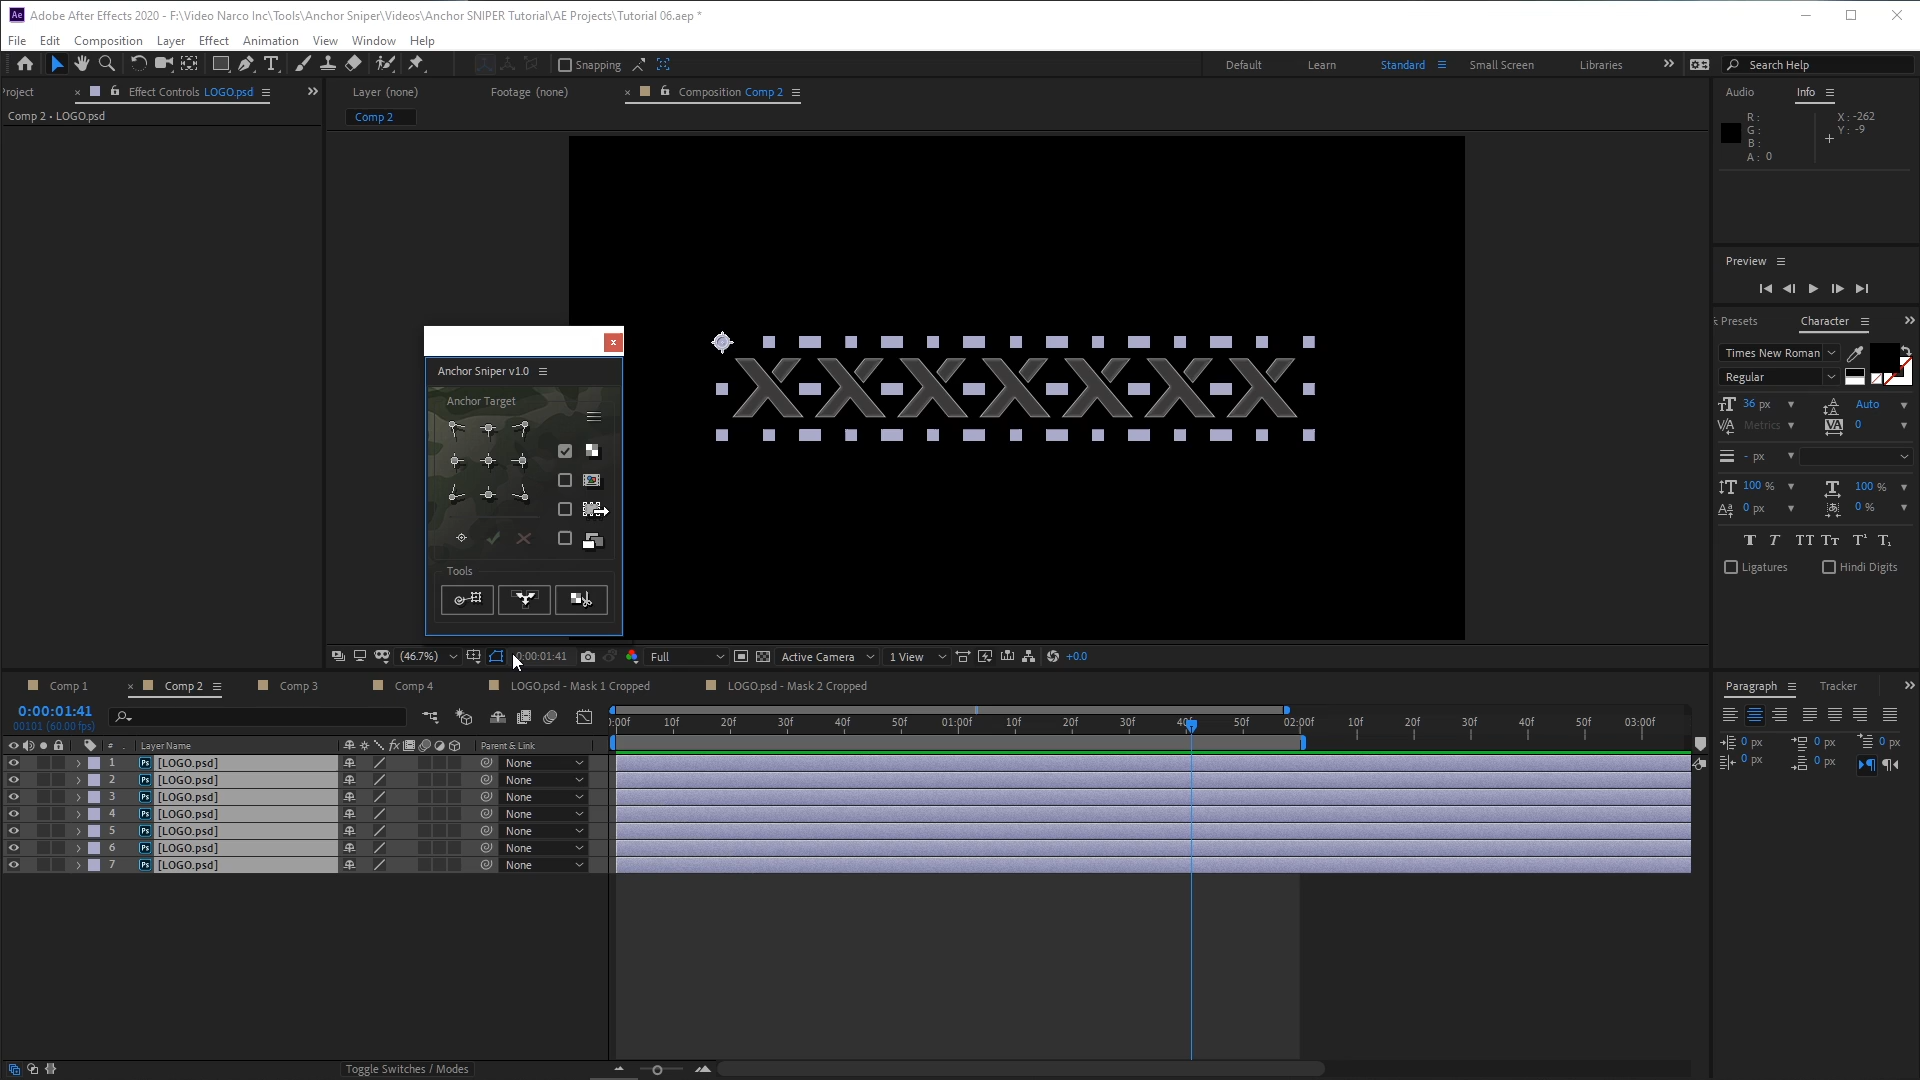 Adobe After Effects 2020 - F:\Video Narco Inc\Tools\Anchor Sniper\Videos\Anchor SNIPER Tutorial\AE Projects\Tutorial 06.aep *
File Edit Composition Layer Effect Animation View Window Help
Snapping Default Learn Standard Small Screen Libraries Search Help
roject Effect Controls LOGO.psd Layer (none) Footage (none) Composition Comp 2 Audio Info
Comp 2 • LOGO.psd
Comp 2
R:
G:
B:
A: 0
X: -262
Y: -9
Preview
Presets Character
Times New Roman
Regular
36 px Auto
Metrics 0
- px
100 % 100 %
0 px 0 %
Ligatures Hindi Digits
Anchor Sniper v1.0
Anchor Target
Tools
XXXXXXX
(46.7%) 0:00:01:41 Full Active Camera 1 View +0.0
Comp 1 Comp 2 Comp 3 Comp 4 LOGO.psd - Mask 1 Cropped LOGO.psd - Mask 2 Cropped
0:00:01:41
00101 (60.00 fps)
:00f 10f 20f 30f 40f 50f 01:00f 10f 20f 30f 40f 50f 02:00f 10f 20f 30f 40f 50f 03:00f
# Layer Name Parent & Link
1 [LOGO.psd] None
2 [LOGO.psd] None
3 [LOGO.psd] None
4 [LOGO.psd] None
5 [LOGO.psd] None
6 [LOGO.psd] None
7 [LOGO.psd] None
Paragraph Tracker
0 px 0 px 0 px
0 px 0 px
Toggle Switches / Modes